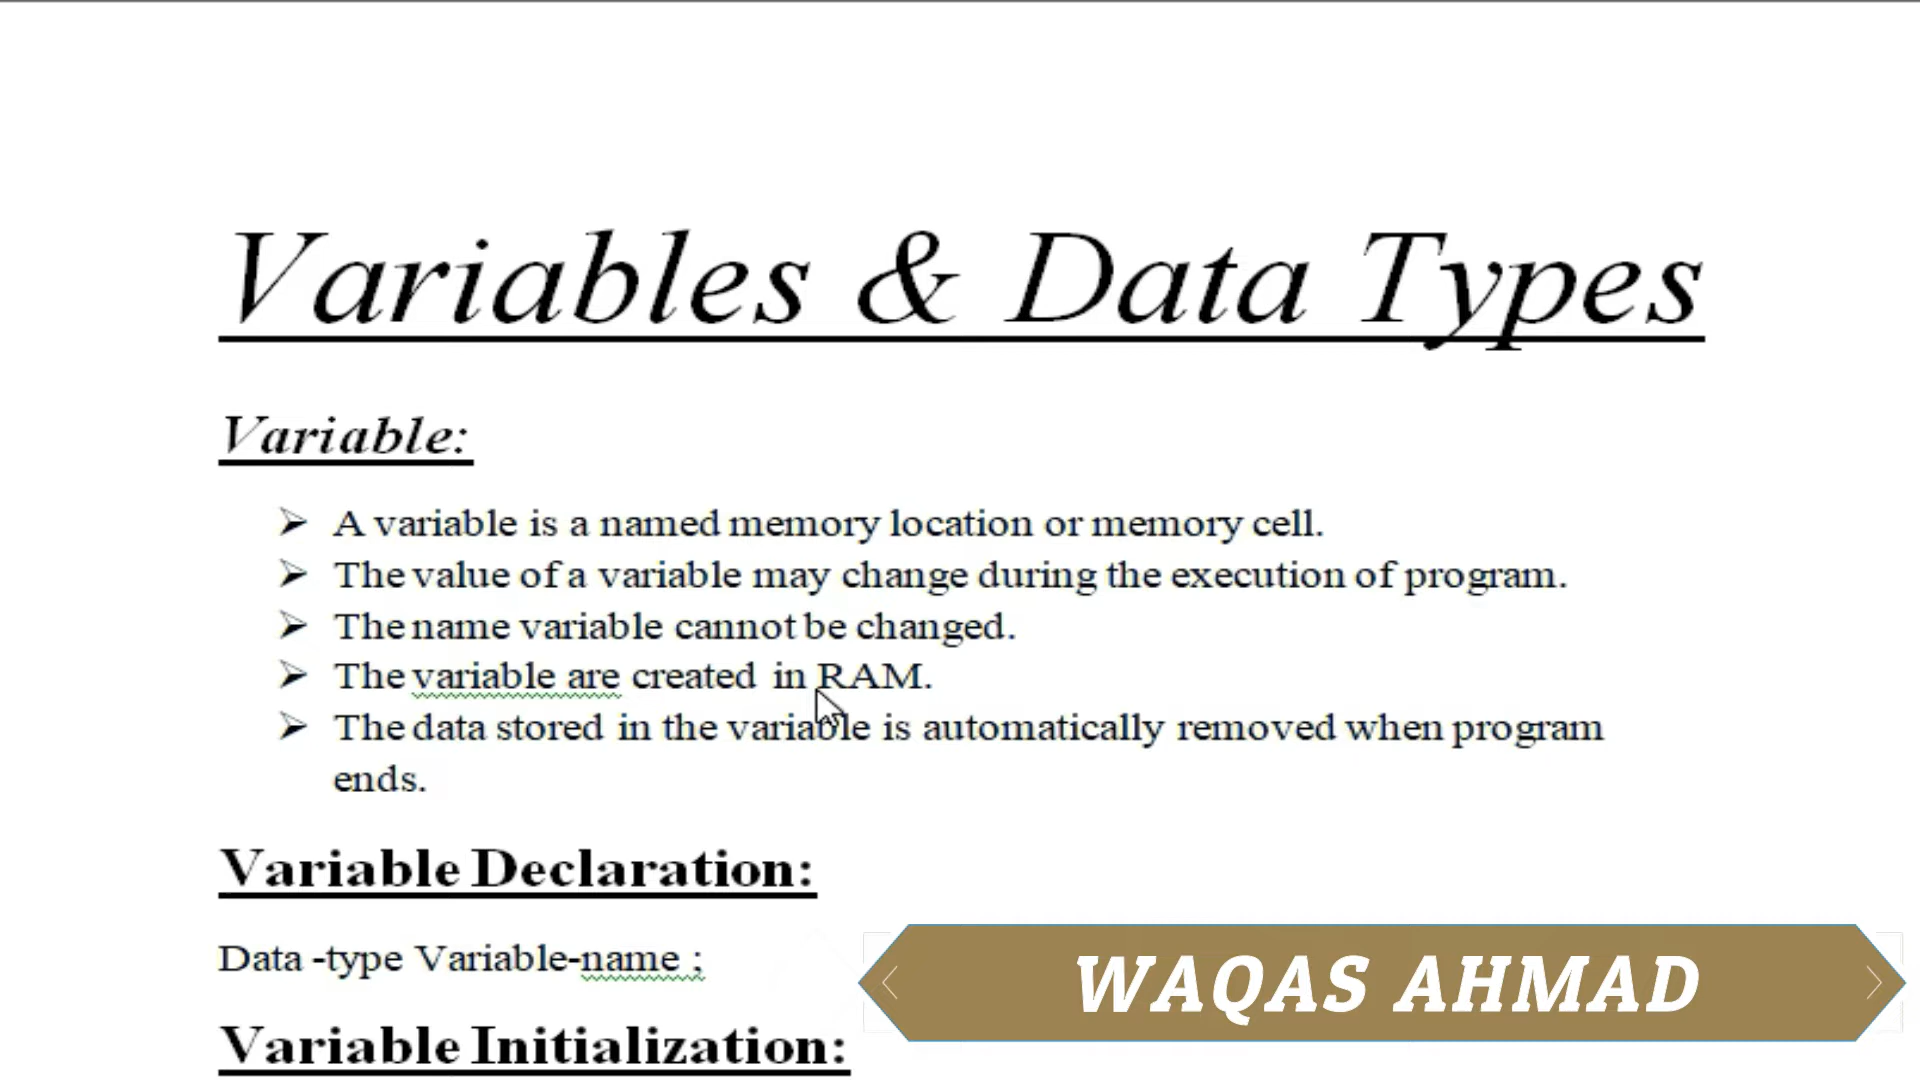 Variables & Data Types
Variable:
➢ A variable is a named memory location or memory cell.
➢ The value of a variable may change during the execution of program.
➢ The name variable cannot be changed.
➢ The variable are created in RAM.
➢ The data stored in the variable is automatically removed when program
ends.
Variable Declaration:
Data -type Variable-name ;
WAQAS AHMAD
Variable Initialization: